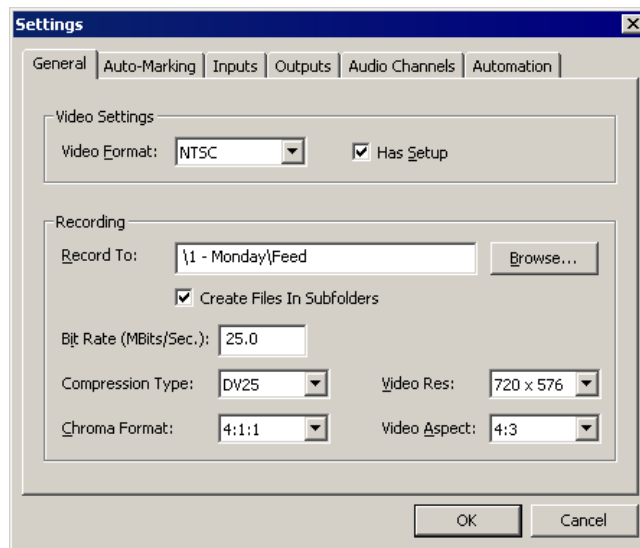 Settings
General Auto-Marking Inputs Outputs Audio Channels Automation
Video Settings
Video Format: NTSC Has Setup
Recording
Record To: \1 - Monday\Feed Browse...
Create Files In Subfolders
Bit Rate (MBits/Sec.): 25.0
Compression Type: DV25 Video Res: 720 x 576
Chroma Format: 4:1:1 Video Aspect: 4:3
OK Cancel